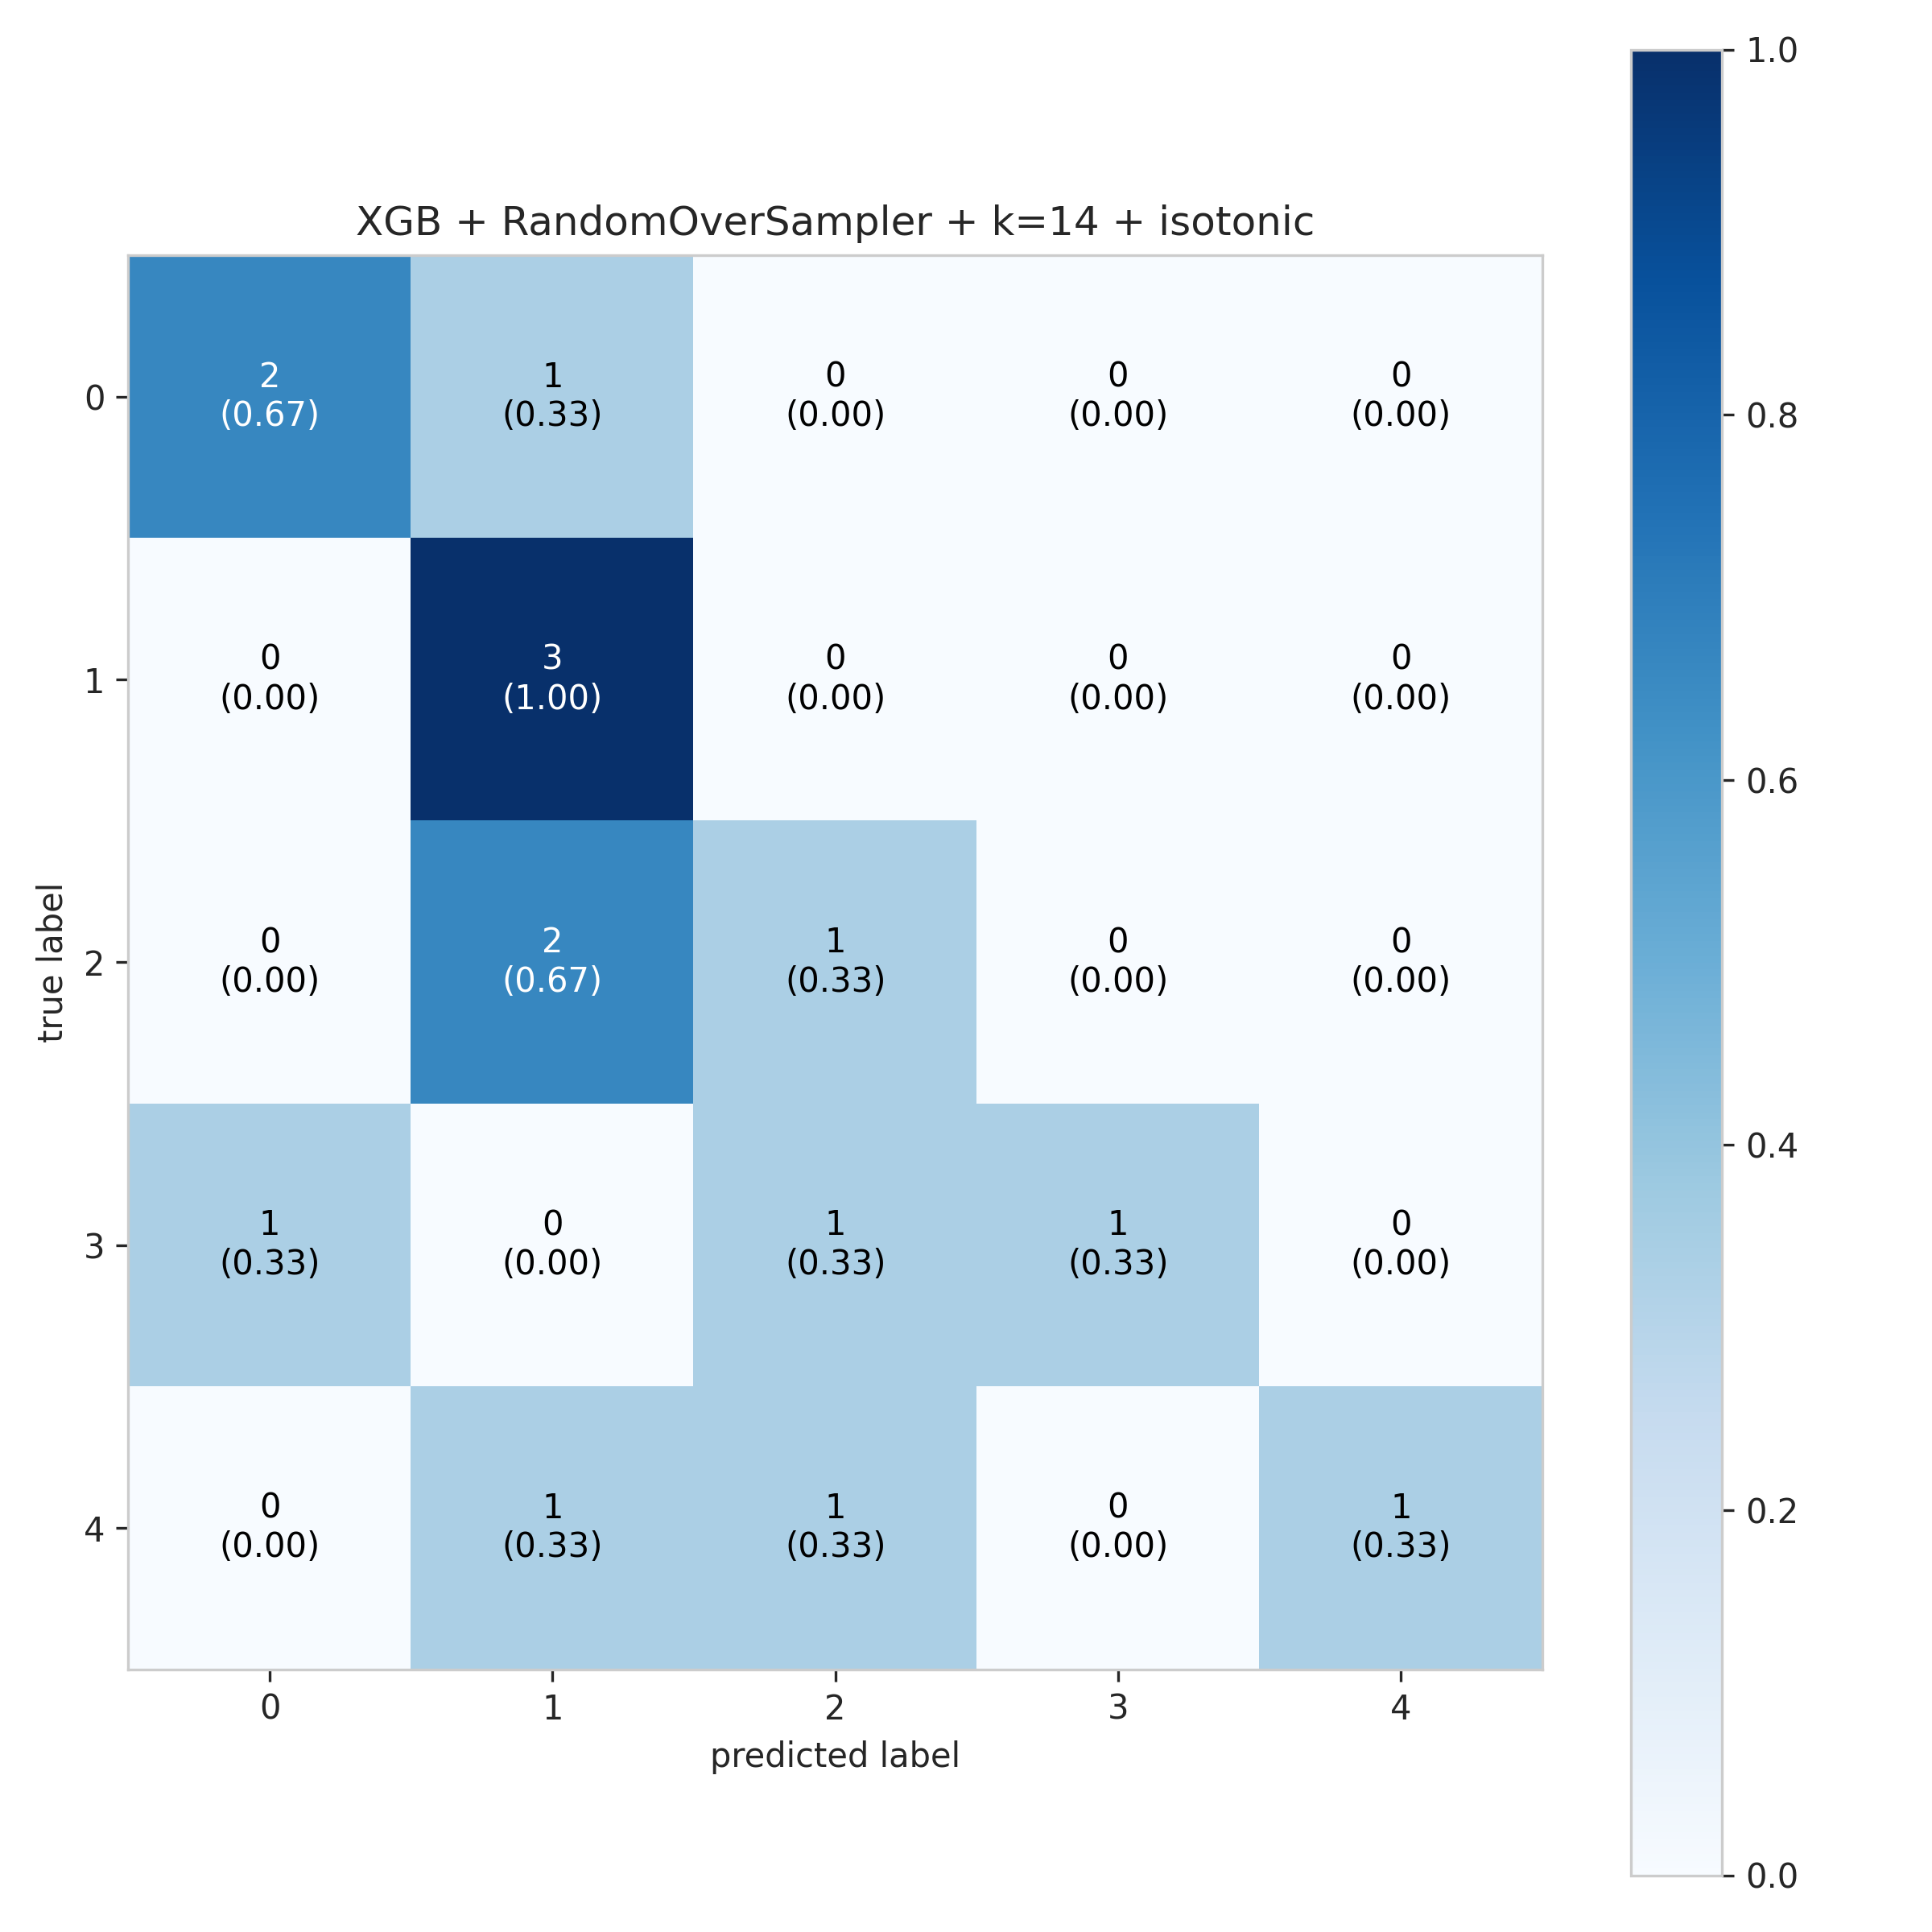 XGB + RandomOverSampler + k=14 + isotonic
1.0
0.8
0.6
0.4
0.2
0.0
true label
0
2 1 0 0 0
(0.67) (0.33) (0.00) (0.00) (0.00)
1
0 3 0 0 0
(0.00) (1.00) (0.00) (0.00) (0.00)
2
0 2 1 0 0
(0.00) (0.67) (0.33) (0.00) (0.00)
3
1 0 1 1 0
(0.33) (0.00) (0.33) (0.33) (0.00)
4
0 1 1 0 1
(0.00) (0.33) (0.33) (0.00) (0.33)
0 1 2 3 4
predicted label